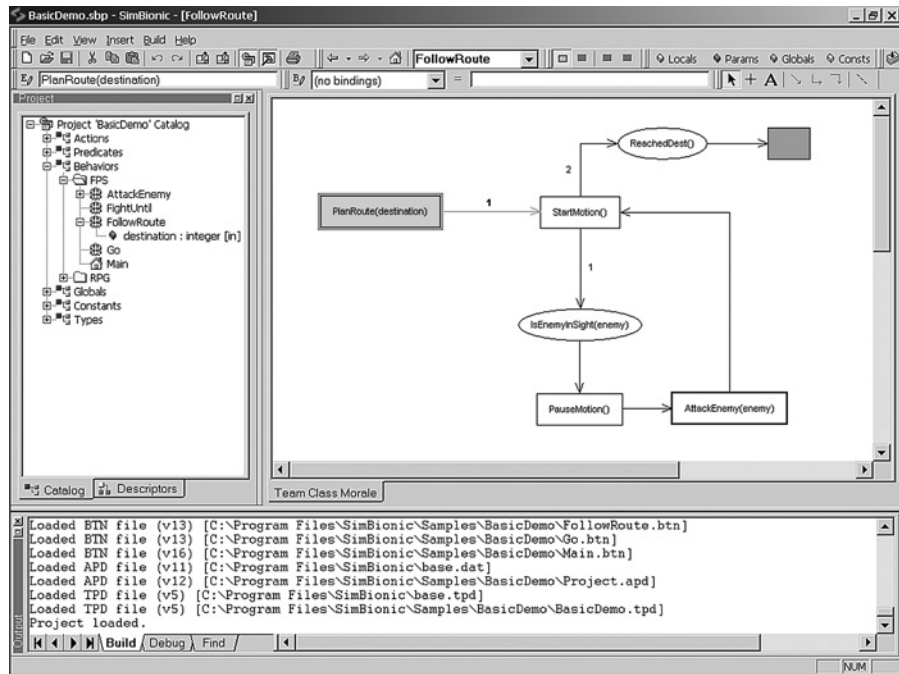 BasicDemo.sbp - SimBionic - [FollowRoute]
File Edit View Insert Build Help
FollowRoute
Locals Params Globals Consts
PlanRoute(destination)
(no bindings)
=
A
Project
Project 'BasicDemo' Catalog
Actions
Predicates
Behaviors
FPS
AttackEnemy
FightUntil
FollowRoute
destination : integer [in]
Go
Main
RPG
Globals
Constants
Types
Catalog Descriptors
ReachedDest()
2
PlanRoute(destination)
1
StartMotion()
1
IsEnemyInSight(enemy)
PauseMotion()
AttackEnemy(enemy)
Team Class Morale
Loaded BTN file (v13) [C:\Program Files\SimBionic\Samples\BasicDemo\FollowRoute.btn]
Loaded BTN file (v13) [C:\Program Files\SimBionic\Samples\BasicDemo\Go.btn]
Loaded BTN file (v16) [C:\Program Files\SimBionic\Samples\BasicDemo\Main.btn]
Loaded APD file (v11) [C:\Program Files\SimBionic\base.dat]
Loaded APD file (v12) [C:\Program Files\SimBionic\Samples\BasicDemo\Project.apd]
Loaded TPD file (v5) [C:\Program Files\SimBionic\base.tpd]
Loaded TPD file (v5) [C:\Program Files\SimBionic\Samples\BasicDemo\BasicDemo.tpd]
Project loaded.
Output
Build Debug Find
NUM